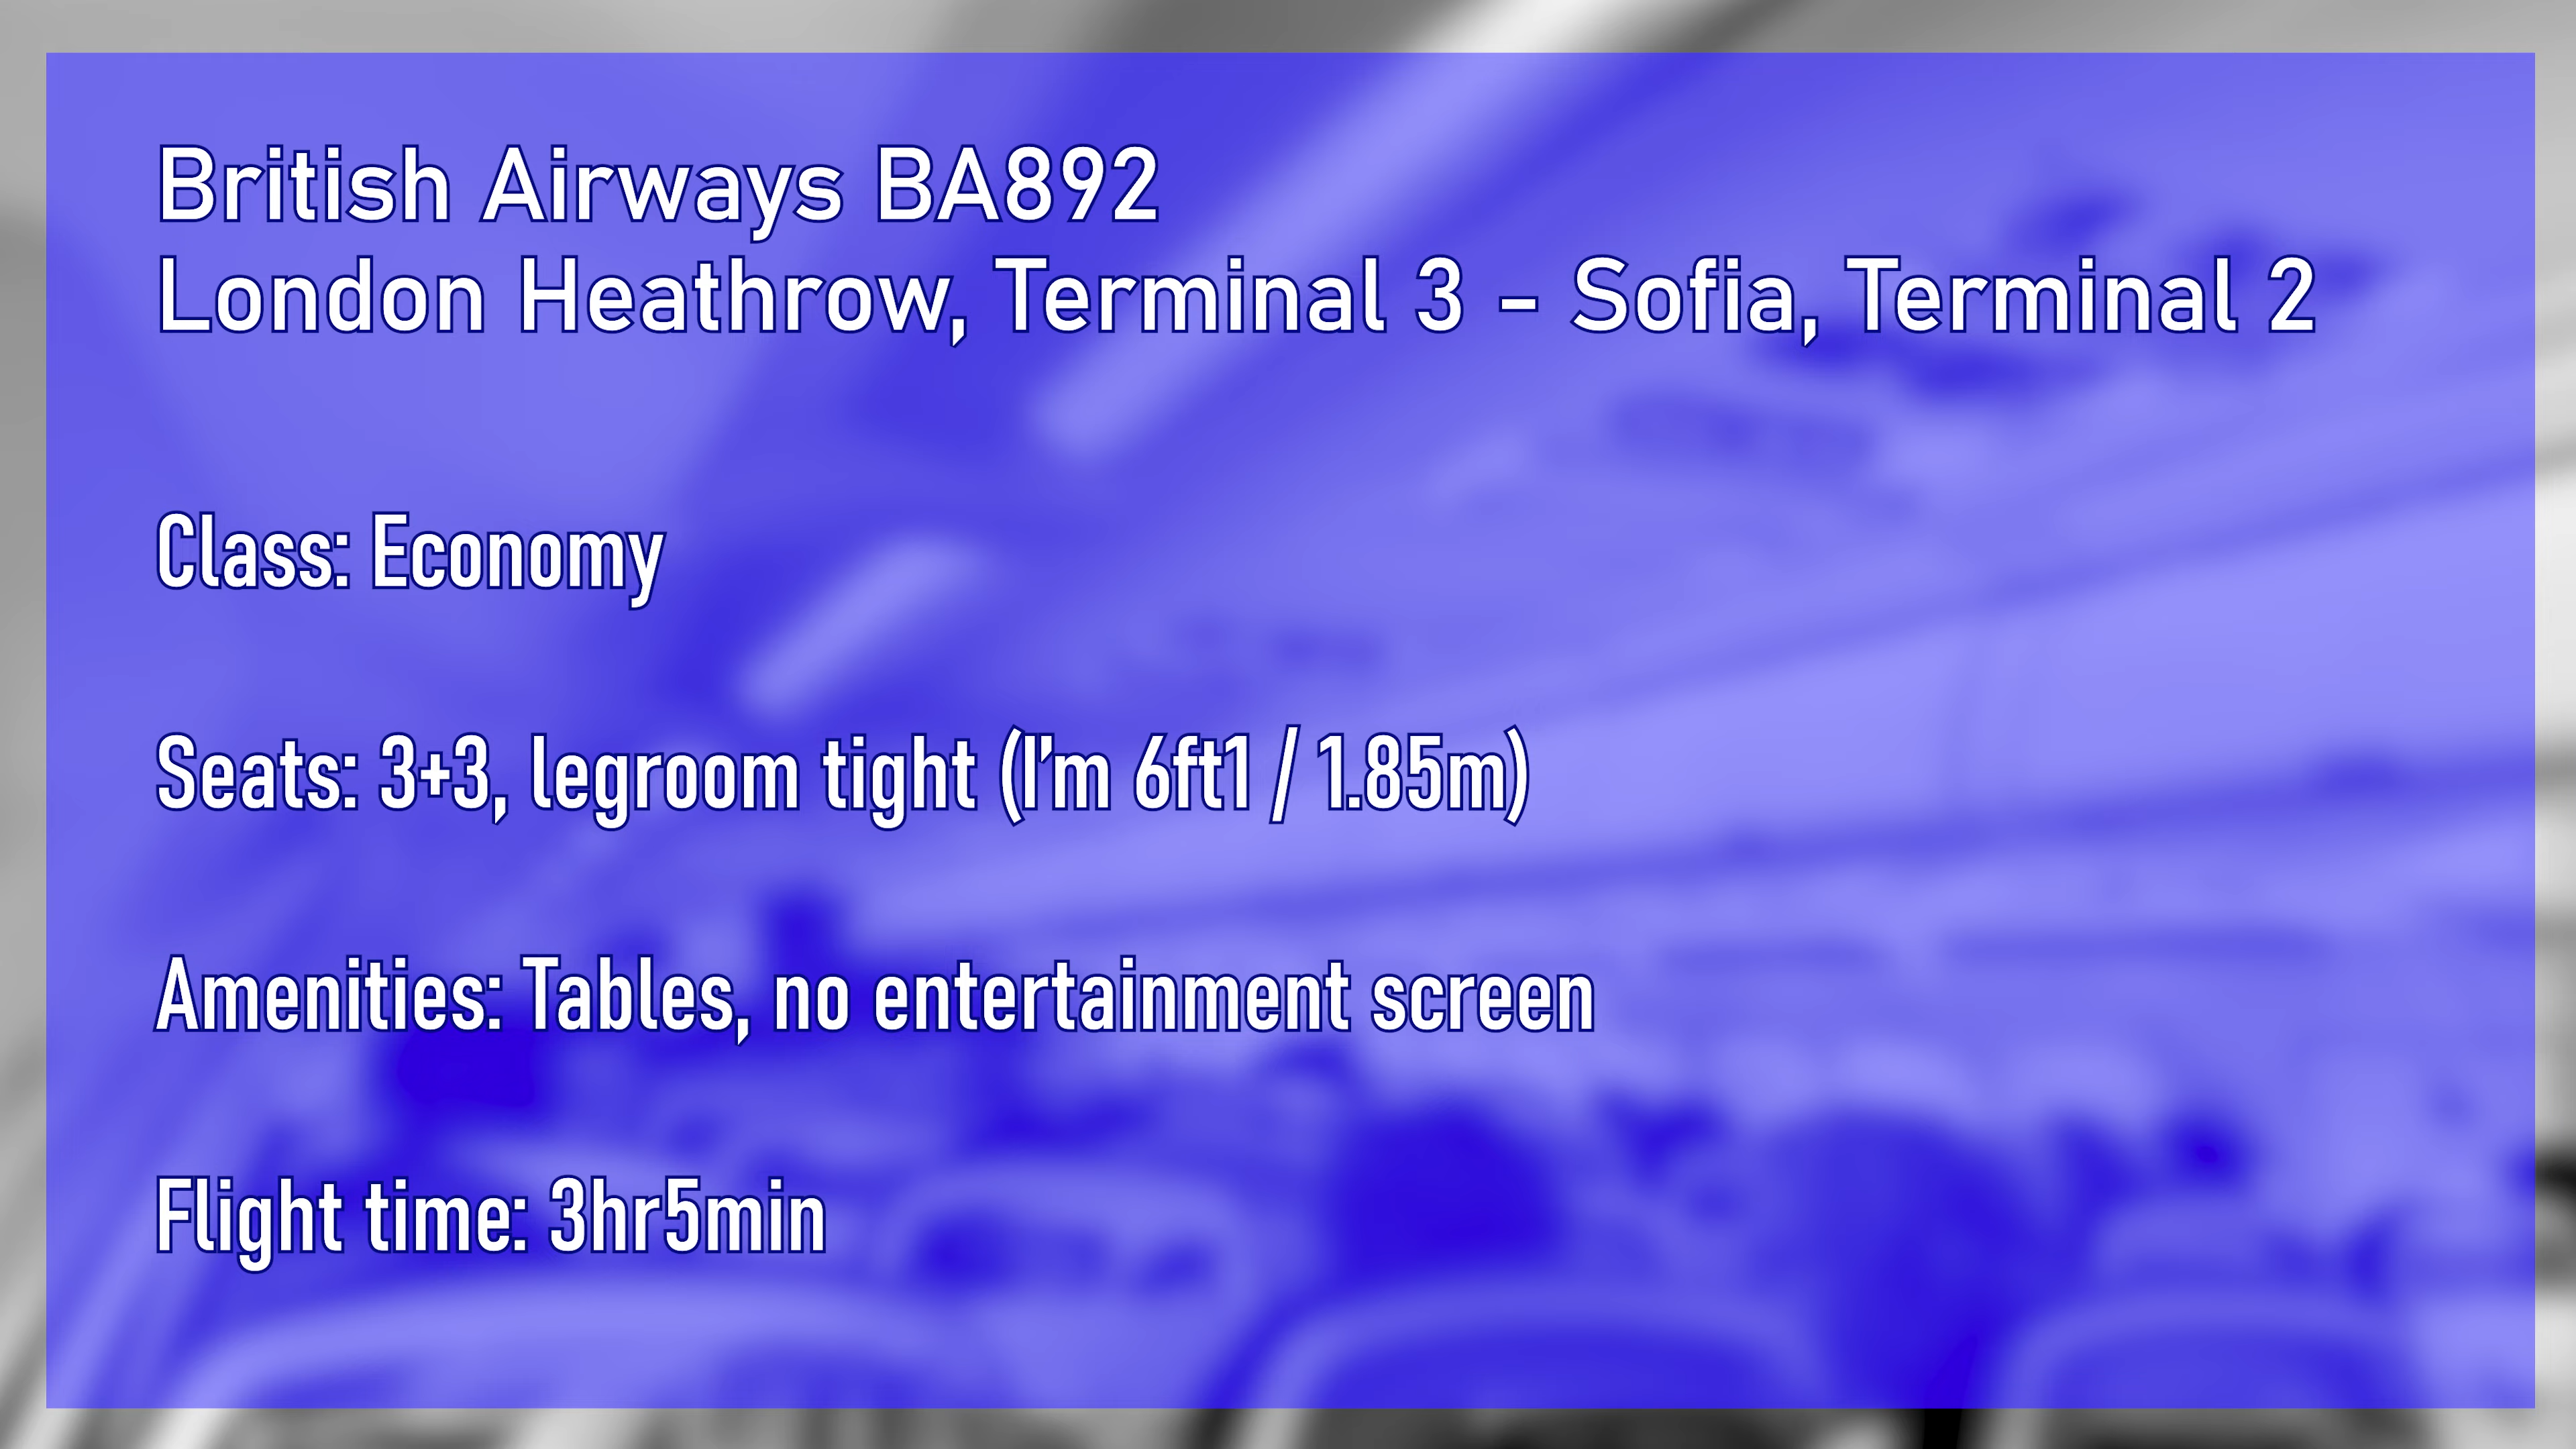 British Airways BA892
London Heathrow, Terminal 3 – Sofia, Terminal 2
Class: Economy
Seats: 3+3, legroom tight (I'm 6ft1 / 1.85m)
Amenities: Tables, no entertainment screen
Flight time: 3hr5min